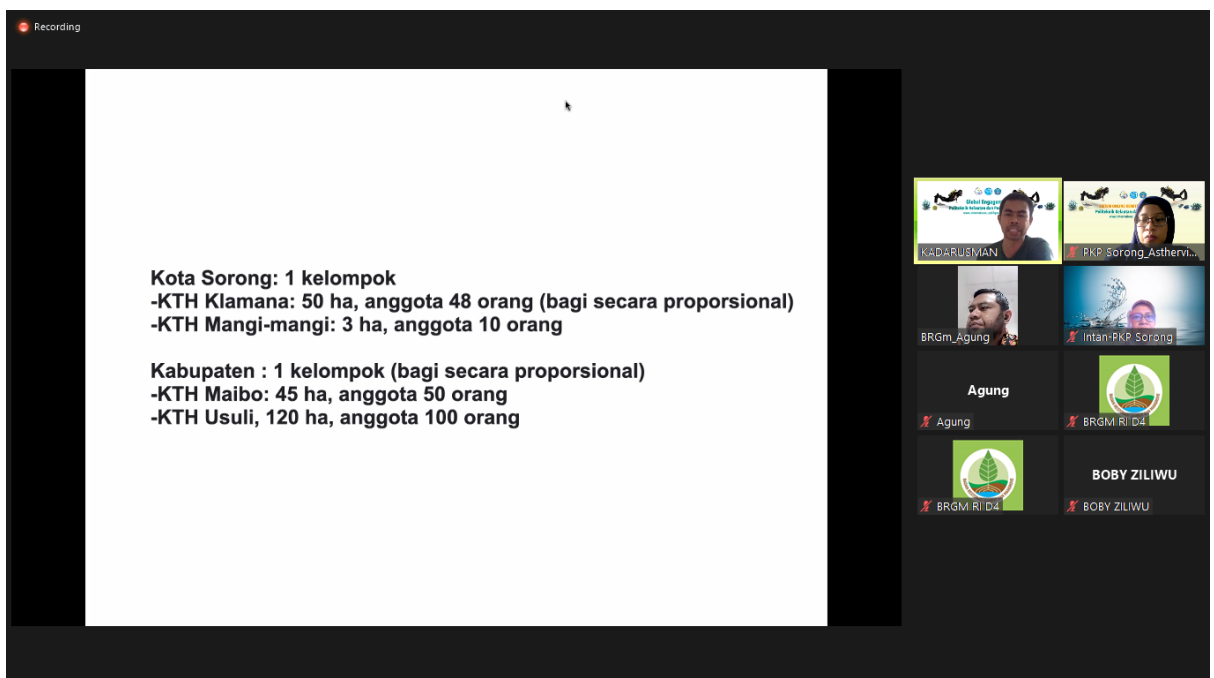 Recording
Kota Sorong: 1 kelompok
-KTH Klamana: 50 ha, anggota 48 orang (bagi secara proporsional)
-KTH Mangi-mangi: 3 ha, anggota 10 orang
Kabupaten : 1 kelompok (bagi secara proporsional)
-KTH Maibo: 45 ha, anggota 50 orang
-KTH Usuli, 120 ha, anggota 100 orang
KADARUSMAN
PKP Sorong_Asthervi...
BRGm_Agung
Intan-PKP Sorong
Agung
Agung
BRGM RI D4
BRGM RI D4
BOBY ZILIWU
BOBY ZILIWU